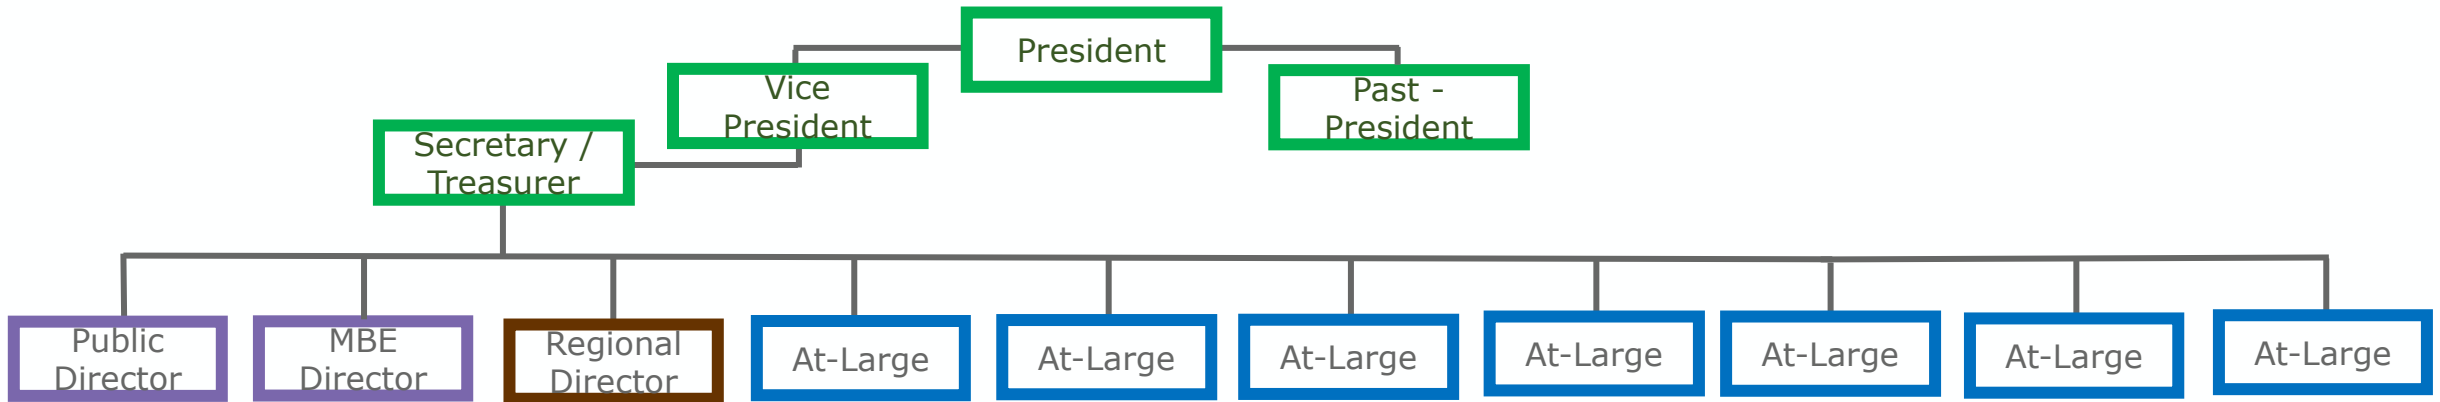 President
Vice
President
Past -
President
Secretary /
Treasurer
Public
Director
MBE
Director
Regional
Director
At-Large
At-Large
At-Large
At-Large
At-Large
At-Large
At-Large